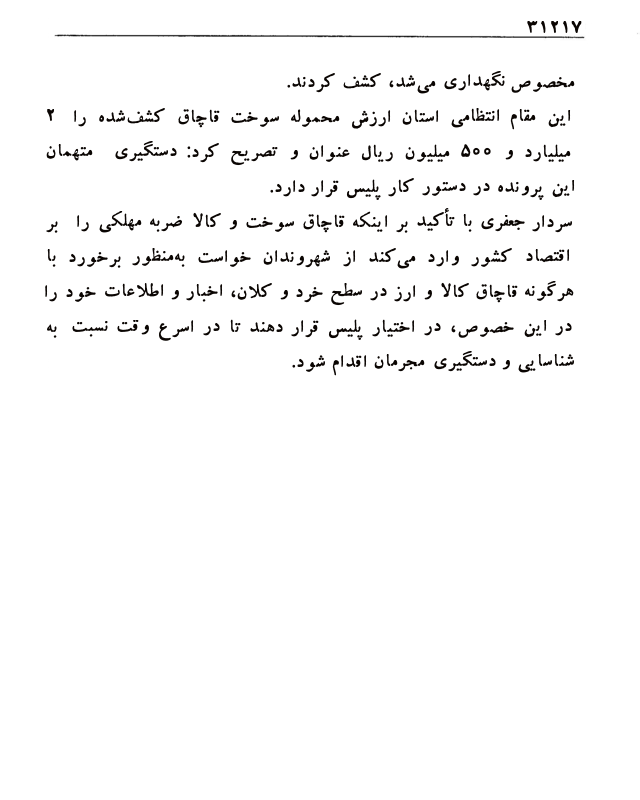 ۳۱۲۱۷
مخصوص نگهداری می‌شد، کشف کردند.
این مقام انتظامی استان ارزش محموله سوخت قاچاق کشف‌شده را ۲
میلیارد و ۵۰۰ میلیون ریال عنوان و تصریح کرد: دستگیری متهمان
این پرونده در دستور کار پلیس قرار دارد.
سردار جعفری با تأکید بر اینکه قاچاق سوخت و کالا ضربه مهلکی را بر
اقتصاد کشور وارد می‌کند از شهروندان خواست به‌منظور برخورد با
هرگونه قاچاق کالا و ارز در سطح خرد و کلان، اخبار و اطلاعات خود را
در این خصوص، در اختیار پلیس قرار دهند تا در اسرع وقت نسبت به
شناسایی و دستگیری مجرمان اقدام شود.